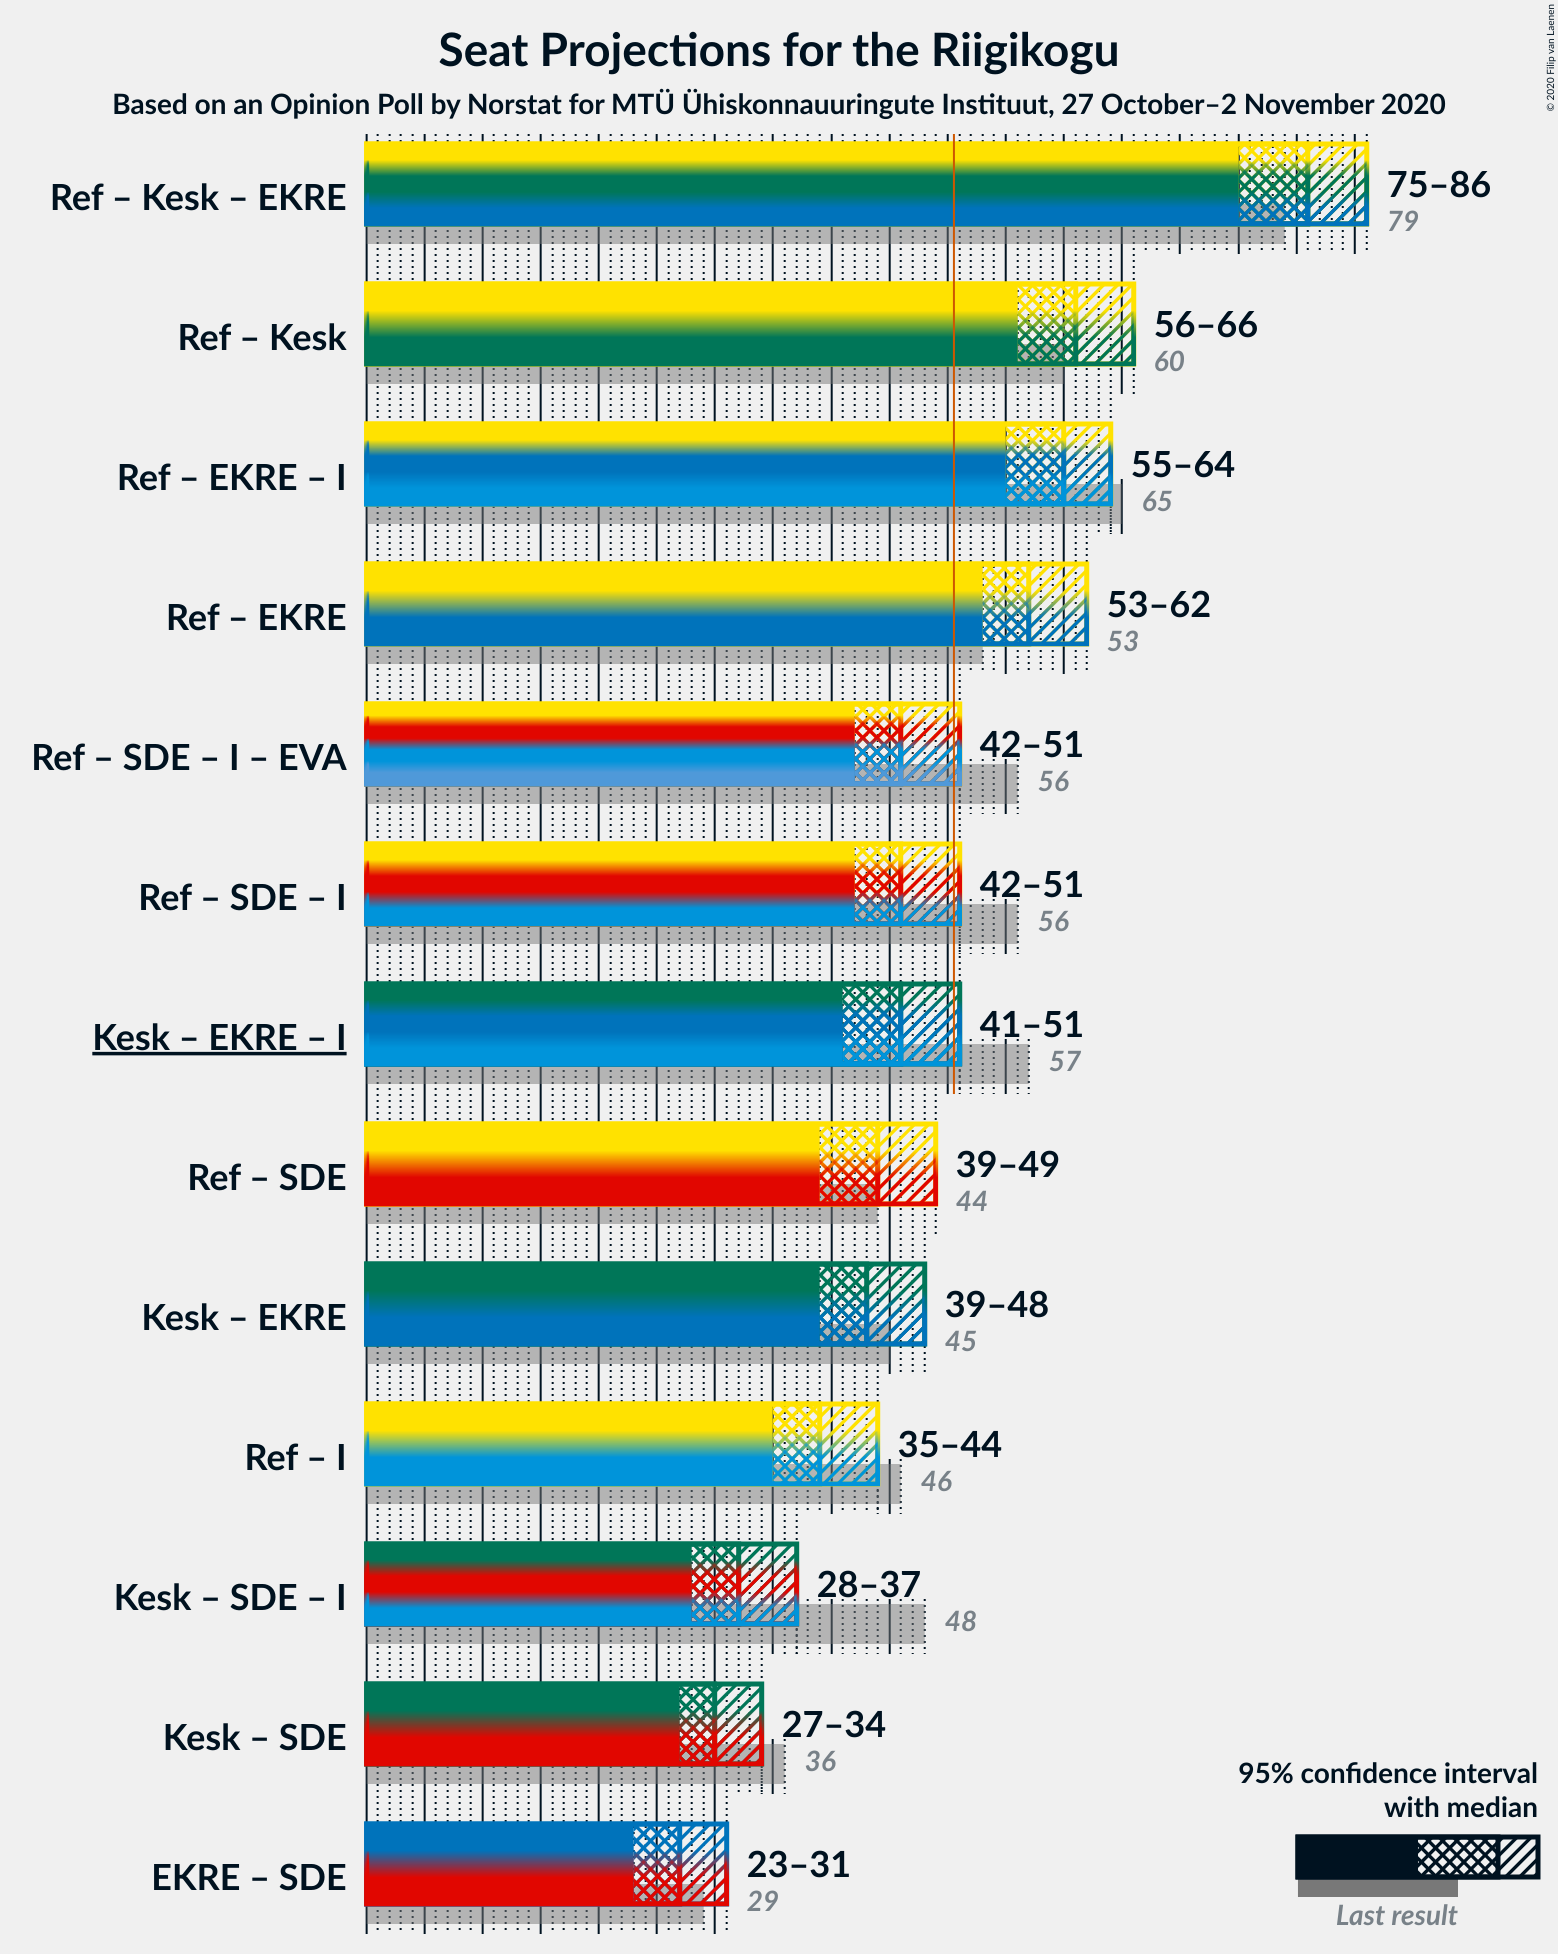 Seat Projections for the Riigikogu
Based on an Opinion Poll by Norstat for MTÜ Ühiskonnauuringute Instituut, 27 October–2 November 2020
© 2020 Filip van Laenen
Ref – Kesk – EKRE
75–86
79
Ref – Kesk
56–66
60
Ref – EKRE – I
55–64
65
Ref – EKRE
53–62
53
Ref – SDE – I – EVA
42–51
56
Ref – SDE – I
42–51
56
Kesk – EKRE – I
41–51
57
Ref – SDE
39–49
44
Kesk – EKRE
39–48
45
Ref – I
35–44
46
Kesk – SDE – I
28–37
48
Kesk – SDE
27–34
36
EKRE – SDE
23–31
29
95% confidence interval
with median
Last result